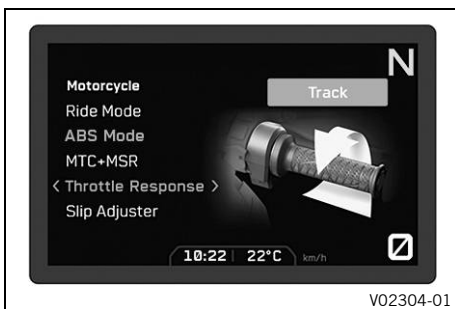 N
Motorcycle
Track
Ride Mode
ABS Mode
MTC+MSR
< Throttle Response >
Slip Adjuster
10:22 22°C km/h
V02304-01